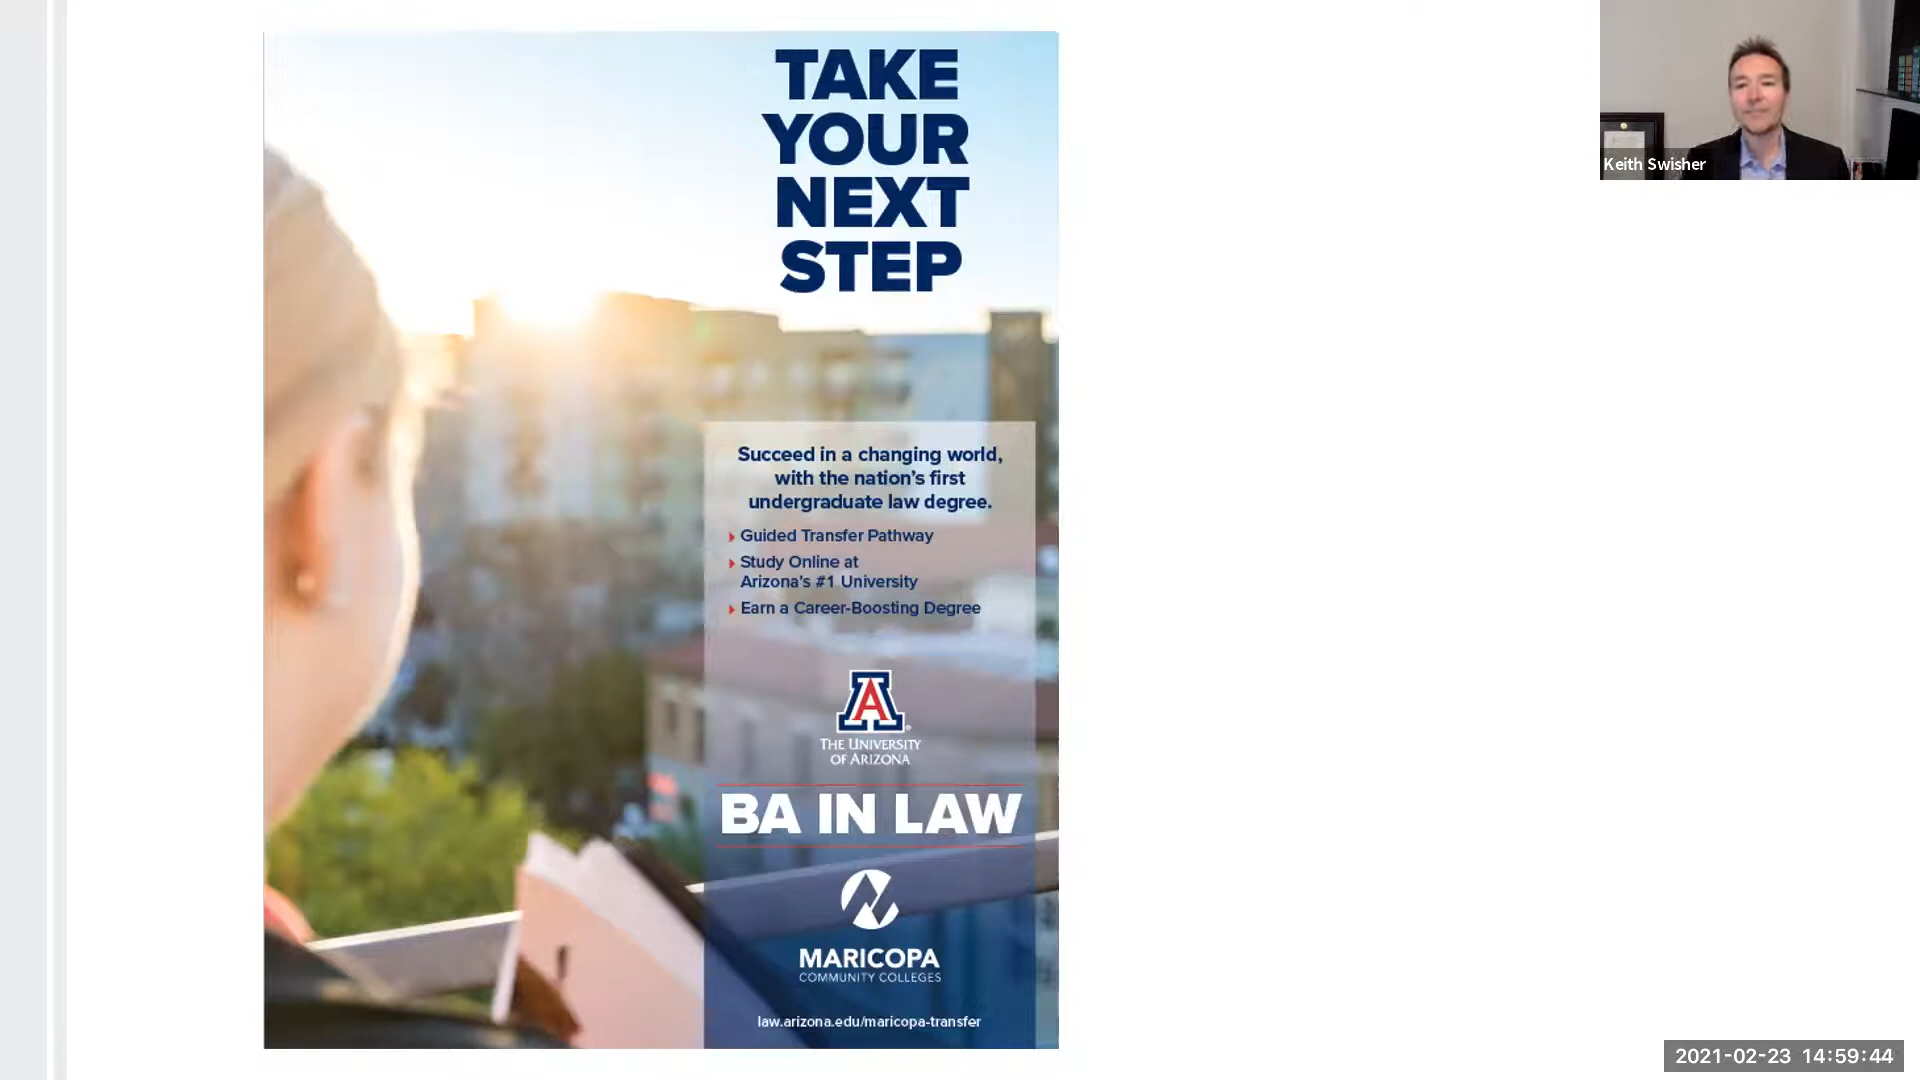 TAKE
YOUR
NEXT
STEP
Keith Swisher
Succeed in a changing world,
with the nation's first
undergraduate law degree.
Guided Transfer Pathway
Study Online at
Arizona's #1 University
Earn a Career-Boosting Degree
A
THE UNIVERSITY
OF ARIZONA
BA IN LAW
MARICOPA
COMMUNITY COLLEGES
law.arizona.edu/maricopa-transfer
2021-02-23 14:59:44